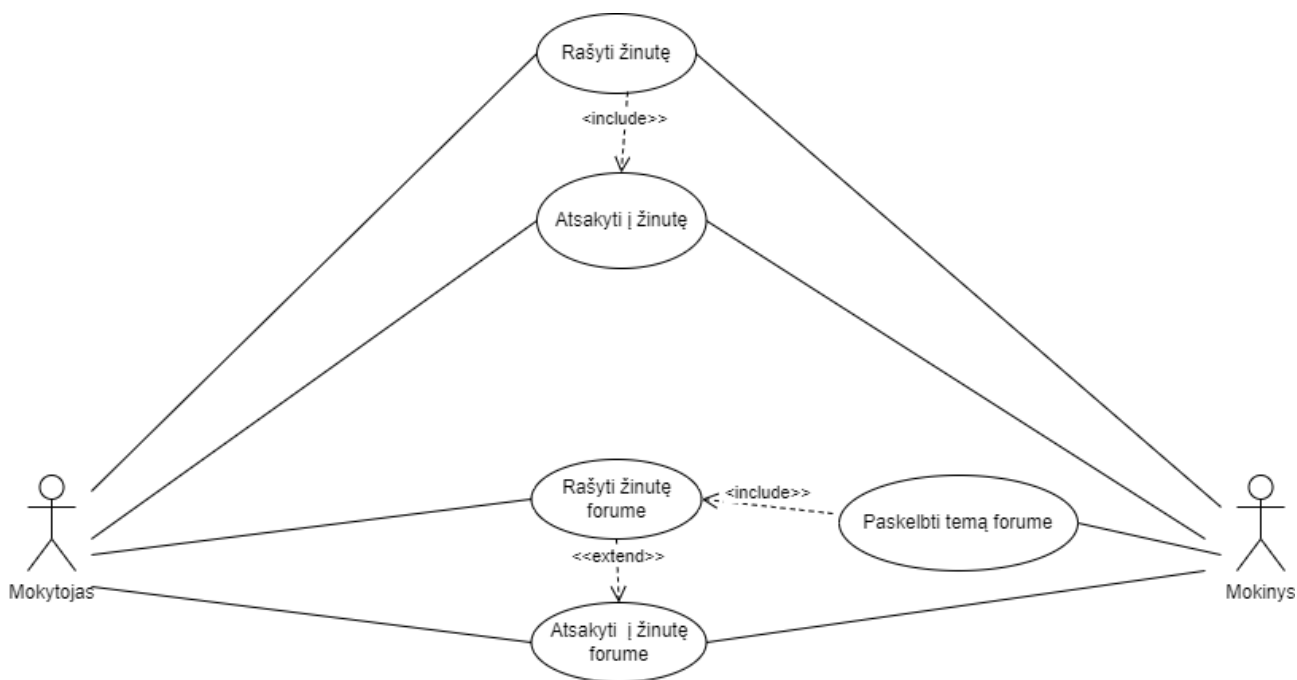 Rašyti žinutę
<include>>
Atsakyti į žinutę
Rašyti žinutę
forume
<include>>
Paskelbti temą forume
<<extend>>
Mokytojas
Mokinys
Atsakyti į žinutę
forume